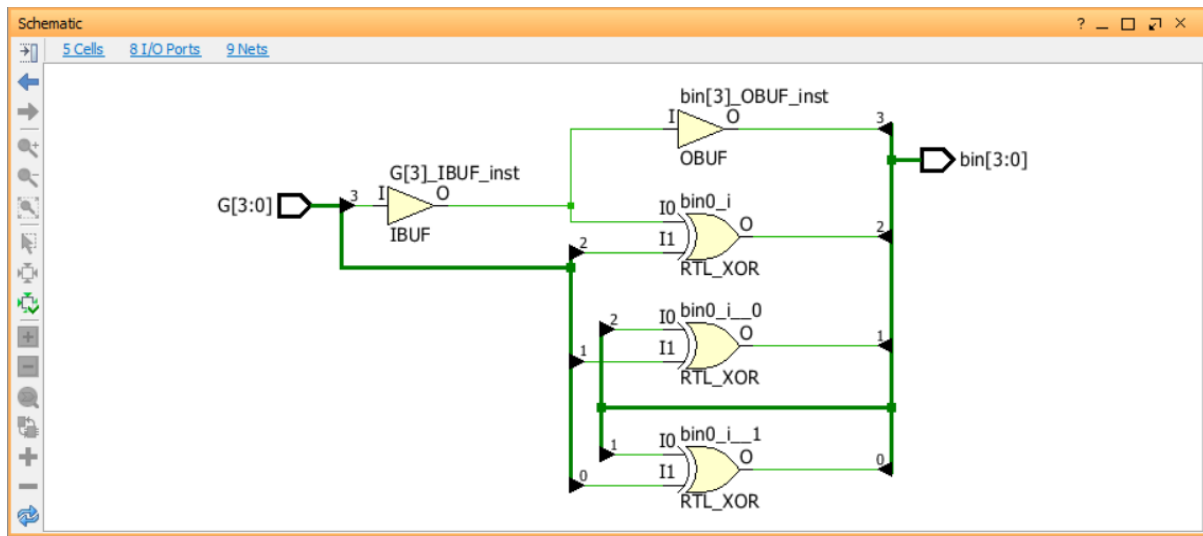 Schematic
5 Cells 8 I/O Ports 9 Nets
bin[3]_OBUF_inst
I O 3
OBUF
bin[3:0]
G[3]_IBUF_inst
G[3:0] 3 I O
IBUF
I0 bin0_i O 2
2 I1
RTL_XOR
2 I0 bin0_i__0 O 1
1 I1
RTL_XOR
1 I0 bin0_i__1 O 0
0 I1
RTL_XOR